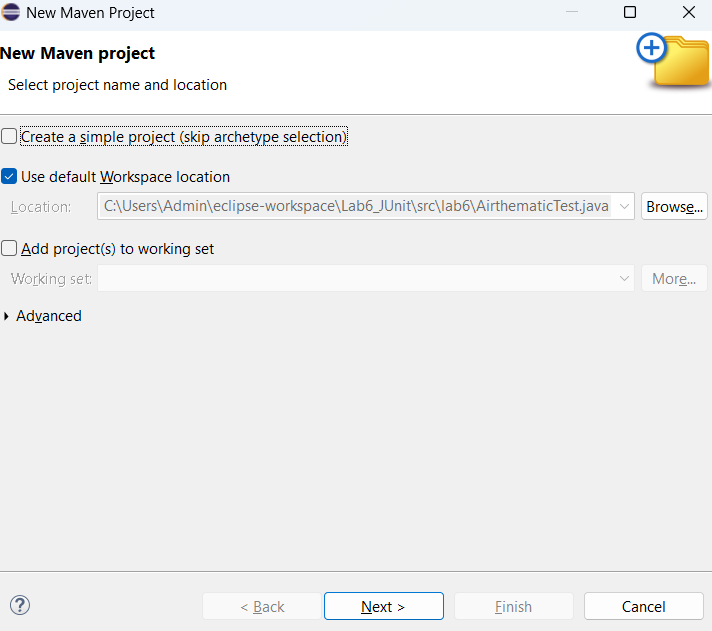 New Maven Project
New Maven project
Select project name and location
Create a simple project (skip archetype selection)
Use default Workspace location
Location: C:\Users\Admin\eclipse-workspace\Lab6_JUnit\src\lab6\AirthematicTest.java Browse...
Add project(s) to working set
Working set: More...
Advanced
? < Back Next > Finish Cancel